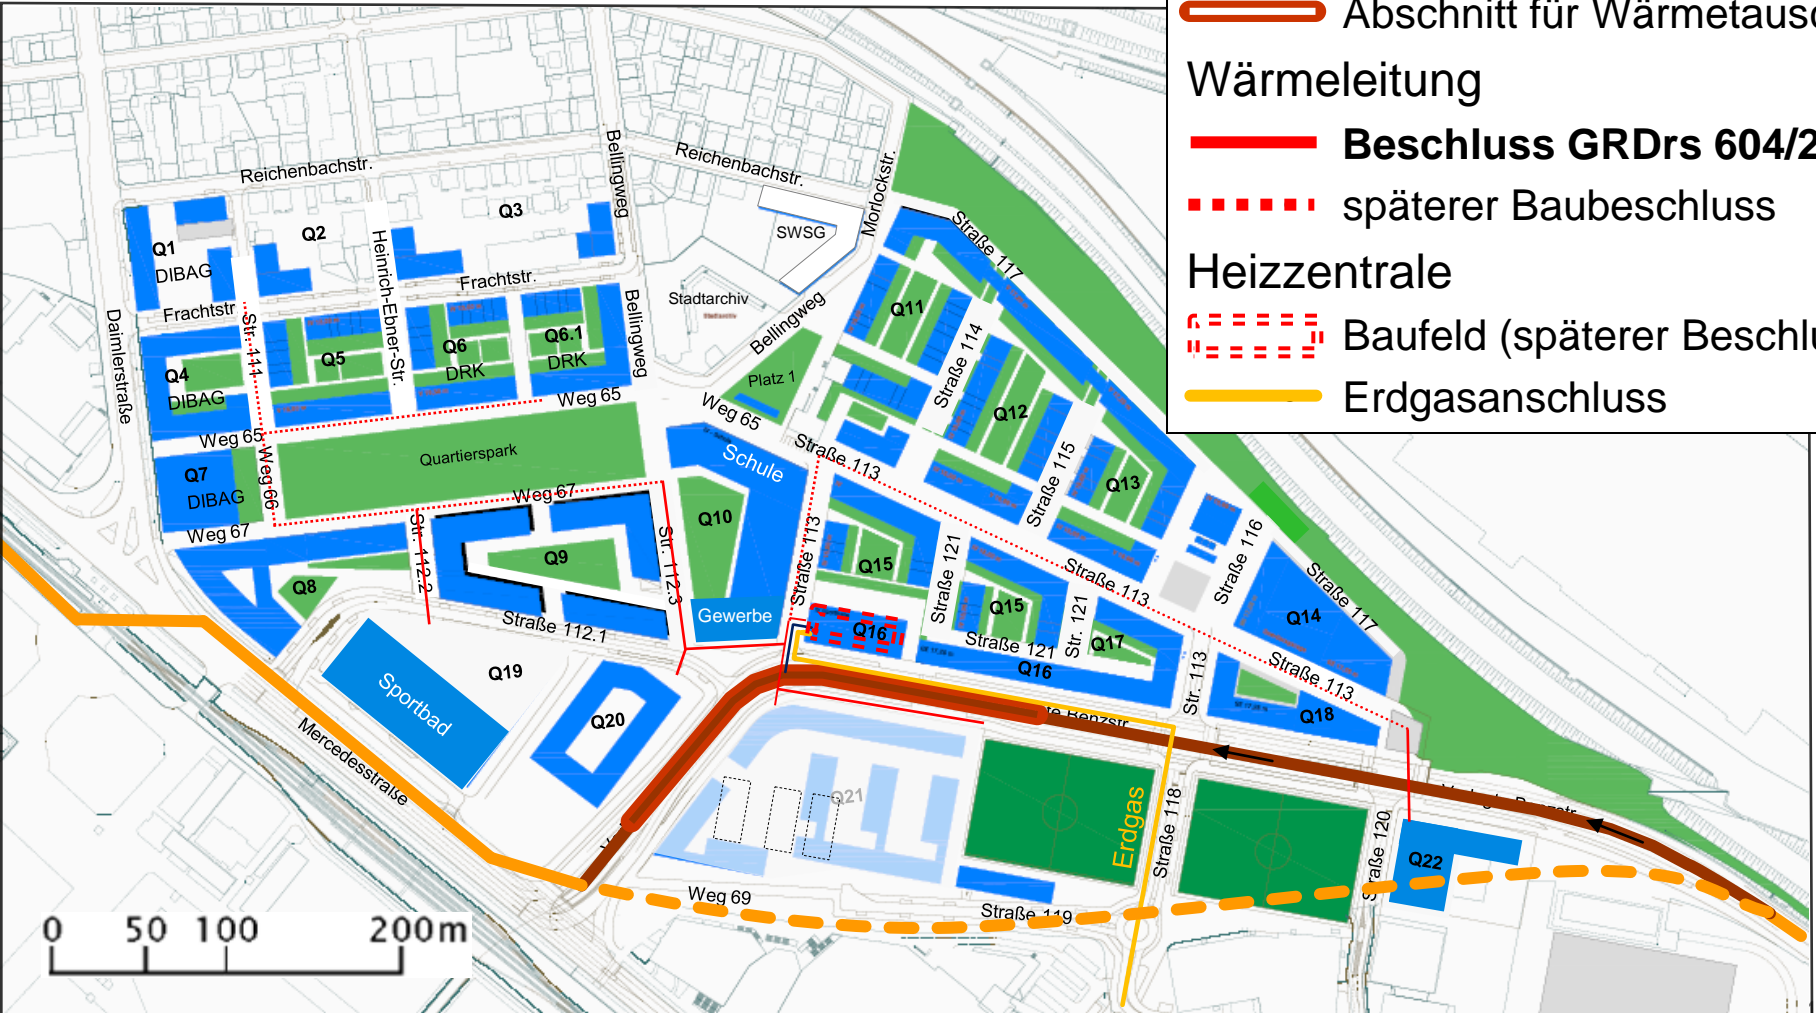 Abschnitt für Wärmetausc
Wärmeleitung
Beschluss GRDrs 604/2
späterer Baubeschluss
Heizzentrale
Baufeld (späterer Beschlu
Erdgasanschluss
Reichenbachstr.
Bellingweg
Reichenbachstr.
Morlockstr.
Q1
DIBAG
Q2
Q3
SWSG
Straße 117
Heinrich-Ebner-Str.
Frachtstr.
Frachtstr
Stadtarchiv
Bellingweg
Bellingweg
Daimlerstraße
Str. 111
Q4
DIBAG
Q5
Q6
DRK
Q6.1
DRK
Platz 1
Q11
Straße 114
Q12
Weg 65
Weg 65
Weg 65
Weg 66
Quartierspark
Schule
Straße 113
Straße 115
Q13
Q7
DIBAG
Weg 67
Weg 67
Str. 112.2
Str. 112.3
Q8
Q9
Q10
Straße 113
Q15
Straße 121
Q15
Straße 113
Straße 116
Q14
Straße 117
Gewerbe
Q16
Straße 121
Str. 121
Q17
Q16
Straße 112.1
Q19
Sportbad
Q20
Mercedesstraße
te Benzstr.
Str. 113
Straße 113
Q18
Q21
Erdgas
Straße 118
Straße 120
Q22
Weg 69
Straße 119
0 50 100 200m